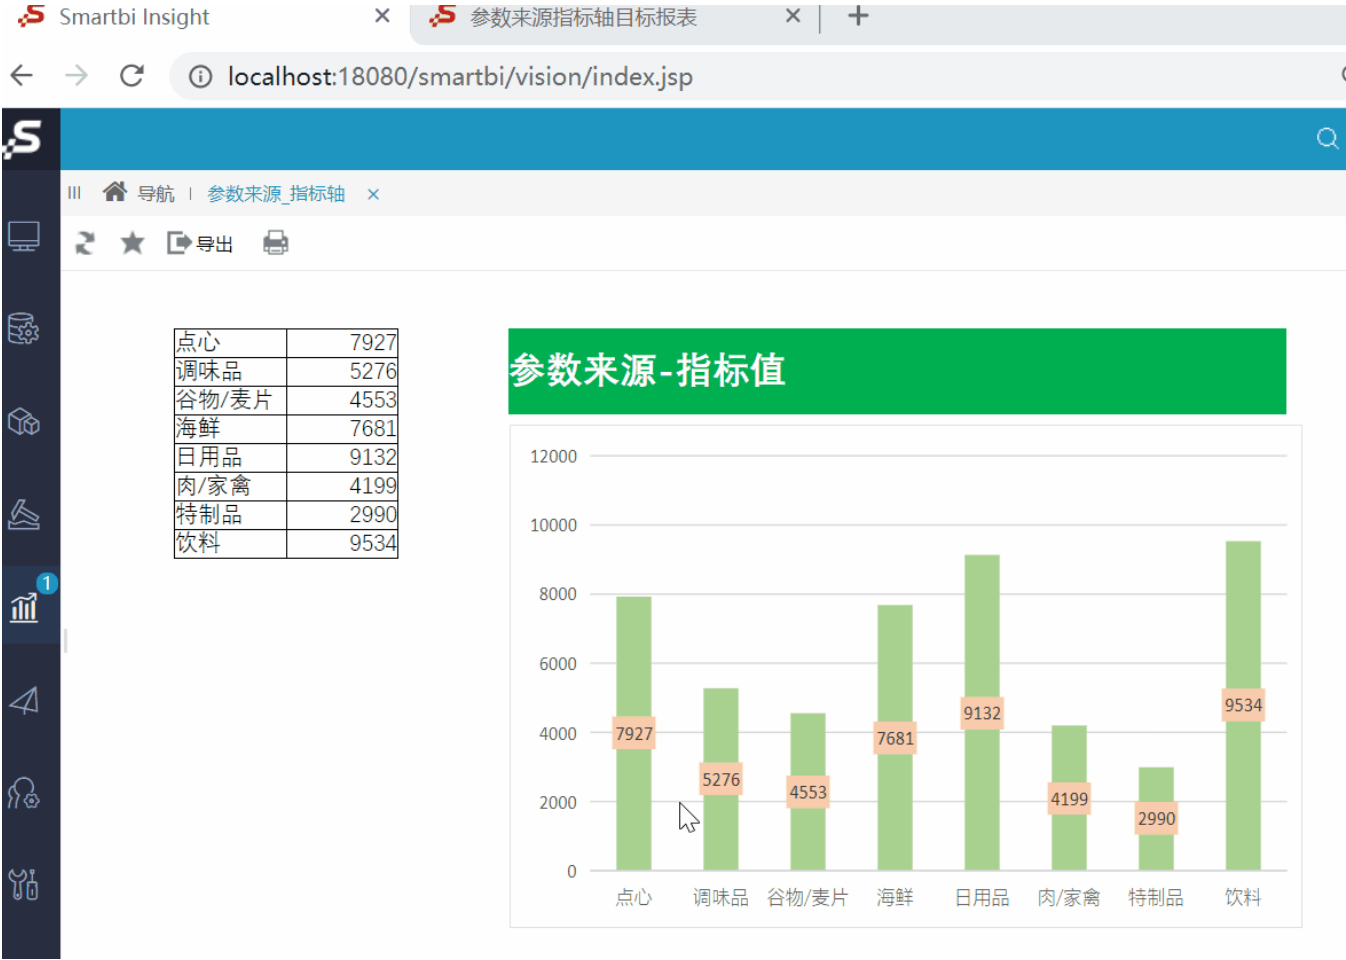 Smartbi Insight
参数来源指标轴目标报表
localhost:18080/smartbi/vision/index.jsp
导航
参数来源_指标轴
导出
1
点心 7927
调味品 5276
谷物/麦片 4553
海鲜 7681
日用品 9132
肉/家禽 4199
特制品 2990
饮料 9534
参数来源-指标值
12000
10000
8000
6000
4000
2000
0
7927
5276
4553
7681
9132
4199
2990
9534
点心 调味品 谷物/麦片 海鲜 日用品 肉/家禽 特制品 饮料